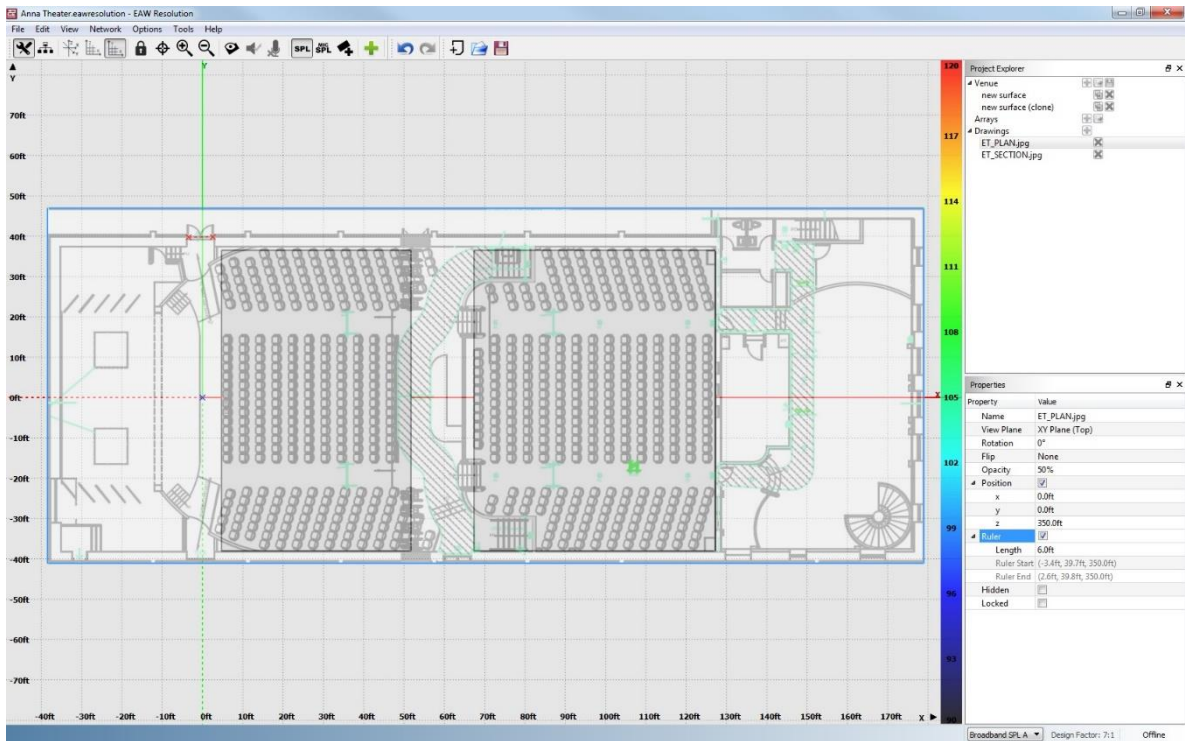 Anna Theater.eawresolution - EAW Resolution
File Edit View Network Options Tools Help
SPL MIC SPL
Y
Y
70ft
60ft
50ft
40ft
30ft
20ft
10ft
0ft
-10ft
-20ft
-30ft
-40ft
-50ft
-60ft
-70ft
-40ft -30ft -20ft -10ft 0ft 10ft 20ft 30ft 40ft 50ft 60ft 70ft 80ft 90ft 100ft 110ft 120ft 130ft 140ft 150ft 160ft 170ft X
X
120
117
114
111
108
105
102
99
96
93
90
Project Explorer
Venue
new surface
new surface (clone)
Arrays
Drawings
ET_PLAN.jpg
ET_SECTION.jpg
Properties
Property Value
Name ET_PLAN.jpg
View Plane XY Plane (Top)
Rotation 0°
Flip None
Opacity 50%
Position
x 0.0ft
y 0.0ft
z 350.0ft
Ruler
Length 6.0ft
Ruler Start (-3.4ft, 39.7ft, 350.0ft)
Ruler End (2.6ft, 39.8ft, 350.0ft)
Hidden
Locked
Broadband SPL A Design Factor: 7:1 Offline